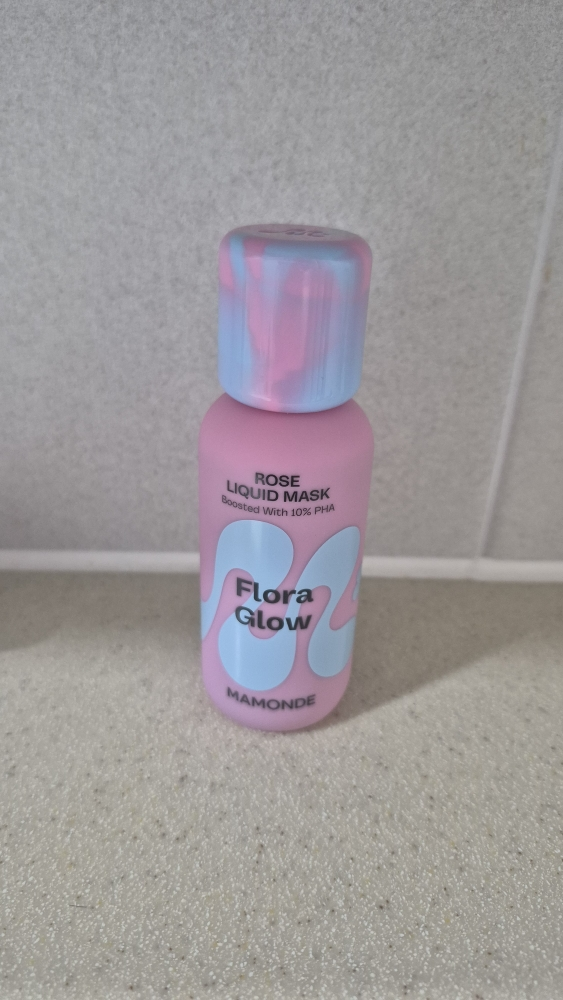 ROSE
LIQUID MASK
Boosted With 10% PHA
Flora
Glow
MAMONDE